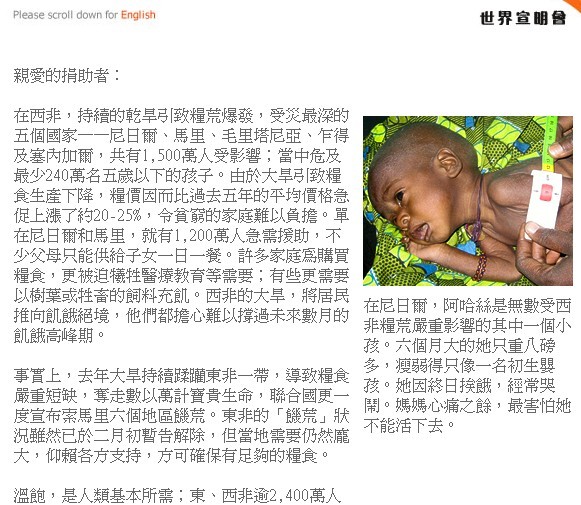 Please scroll down for English
世界宣明會
親愛的捐助者：
在西非，持續的乾旱引致糧荒爆發，受災最深的
五個國家一一尼日爾、馬里、毛里塔尼亞、乍得
及塞內加爾，共有1,500萬人受影響；當中危及
最少240萬名五歲以下的孩子。由於大旱引致糧
食生產下降，糧價因而比過去五年的平均價格急
促上漲了約20-25%，令貧窮的家庭難以負擔。單
在尼日爾和馬里，就有1,200萬人急需援助，不
少父母只能供給子女一日一餐。許多家庭為購買
糧食，更被迫犧牲醫療教育等需要；有些更需要
以樹葉或牲畜的飼料充飢。西非的大旱，將居民
推向飢餓絕境，他們都擔心難以撐過未來數月的
飢餓高峰期。
在尼日爾，阿哈絲是無數受西
非糧荒嚴重影響的其中一個小
孩。六個月大的她只重八磅
多，瘦弱得只像一名初生嬰
孩。她因終日挨餓，經常哭
鬧。媽媽心痛之餘，最害怕她
不能活下去。
事實上，去年大旱持續蹂躪東非一帶，導致糧食
嚴重短缺，奪走數以萬計寶貴生命，聯合國更一
度宣布索馬里六個地區饑荒。東非的「饑荒」狀
況雖然已於二月初暫告解除，但當地需要仍然龐
大，仰賴各方支持，方可確保有足夠的糧食。
溫飽，是人類基本所需；東、西非逾2,400萬人